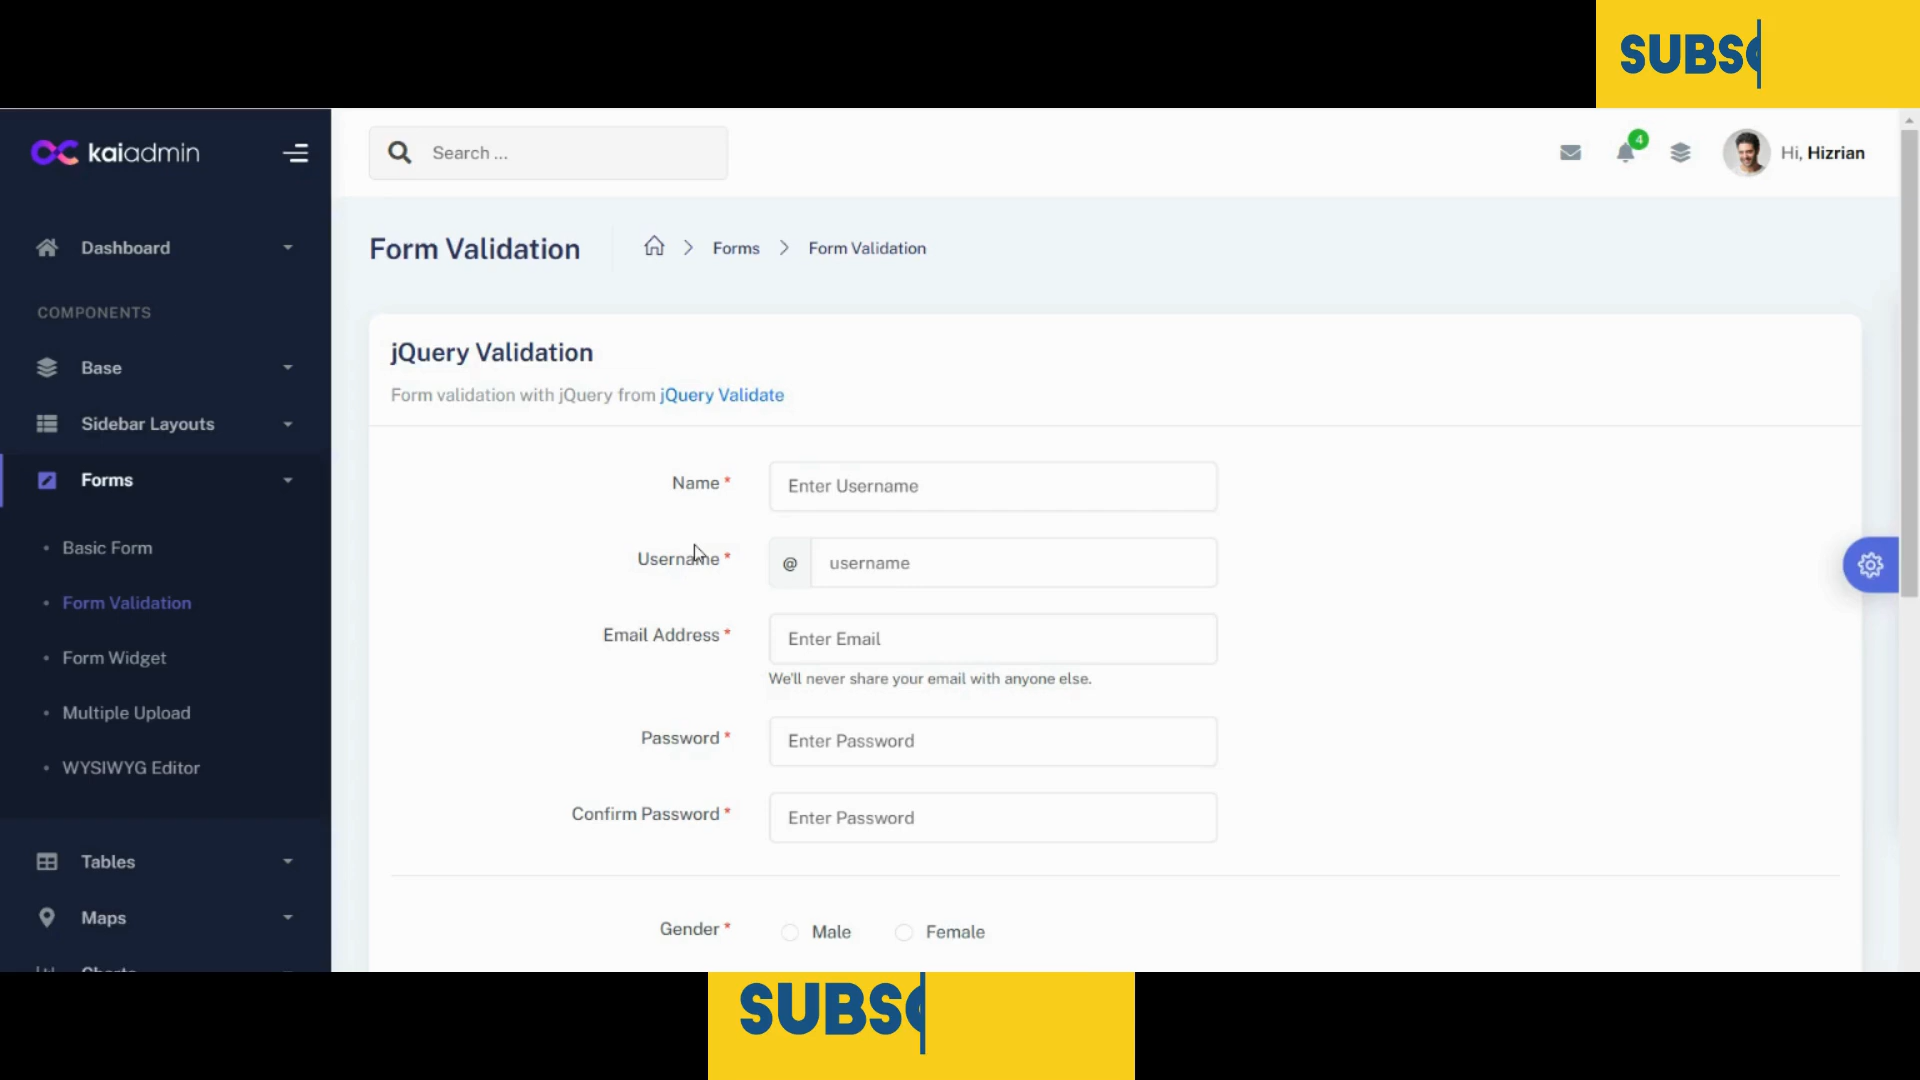 SUBSC
kaiadmin
Search ...
4
Hi, Hizrian
Dashboard
Form Validation
Forms
Form Validation
COMPONENTS
Base
Sidebar Layouts
Forms
Basic Form
Form Validation
Form Widget
Multiple Upload
WYSIWYG Editor
Tables
Maps
Charts
jQuery Validation
Form validation with jQuery from jQuery Validate
Name *
Enter Username
Username *
@
username
Email Address *
Enter Email
We'll never share your email with anyone else.
Password *
Enter Password
Confirm Password *
Enter Password
Gender *
Male
Female
SUBSC